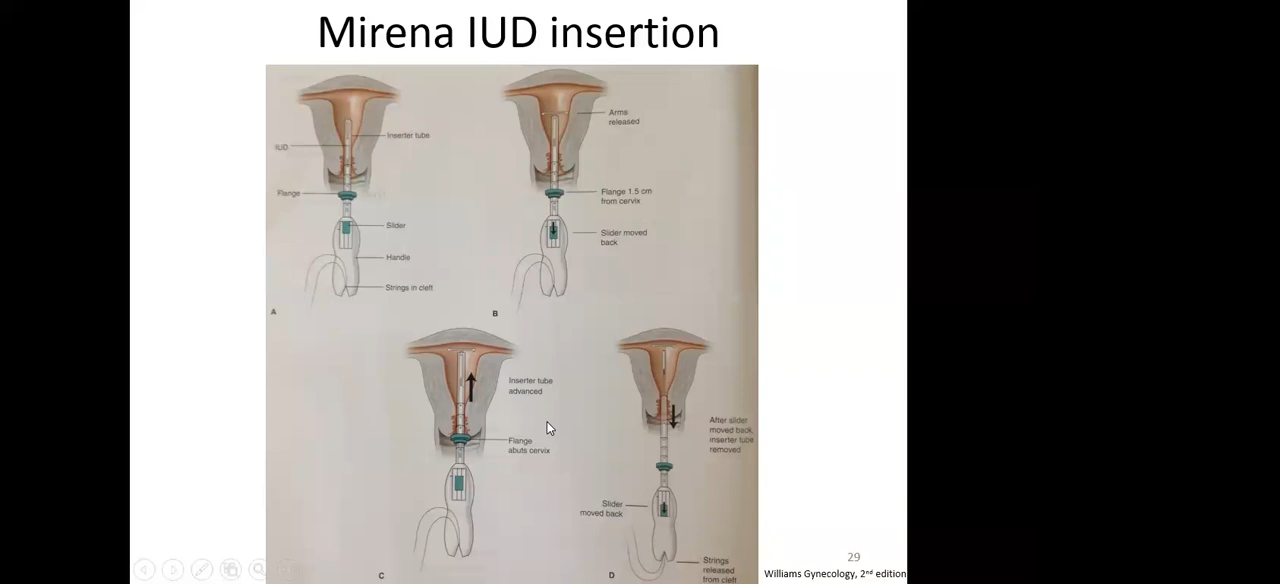 Mirena IUD insertion
Inserter tube
IUD
Flange
Slider
Handle
Strings in cleft
A
Arms
released
Flange 1.5 cm
from cervix
Slider moved
back
B
Inserter tube
advanced
Flange
abuts cervix
C
After slider
moved back,
inserter tube
removed
Slider
moved back
Strings
released
from cleft
D
29
Williams Gynecology, 2nd edition